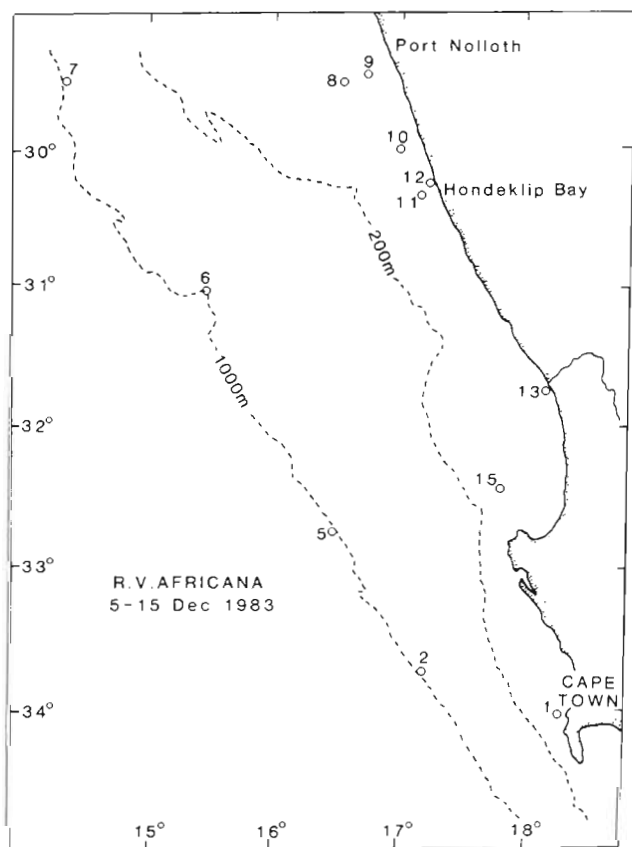 Port Nolloth
7
9
8
10
30°
12
Hondeklip Bay
11
200m
31°
6
1000m
13
32°
15
5
33°
R.V. AFRICANA
5-15 Dec 1983
2
CAPE
TOWN
1
34°
15°
16°
17°
18°